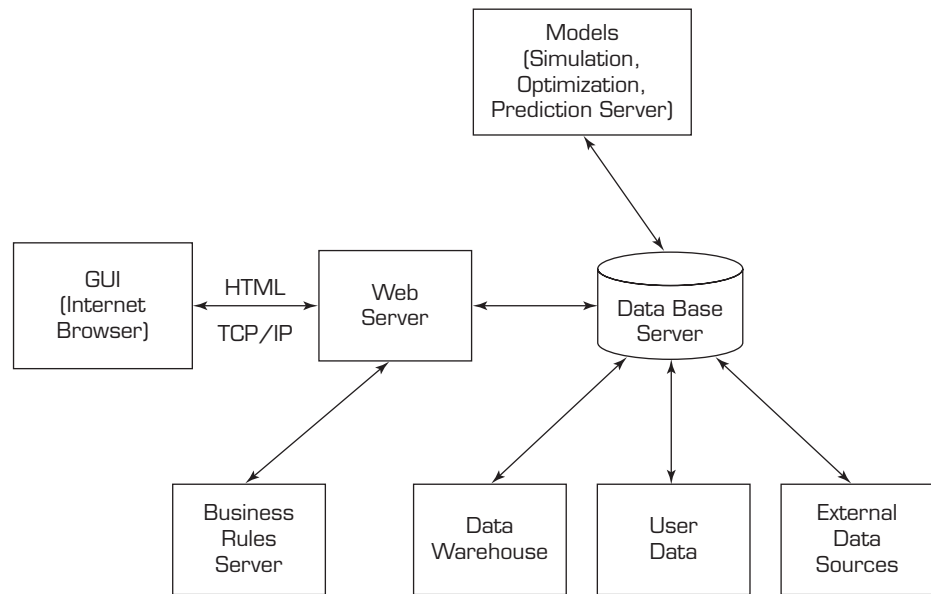 Models
(Simulation,
Optimization,
Prediction Server)
GUI
(Internet
Browser)
HTML
TCP/IP
Web
Server
Data Base
Server
Business
Rules
Server
Data
Warehouse
User
Data
External
Data
Sources